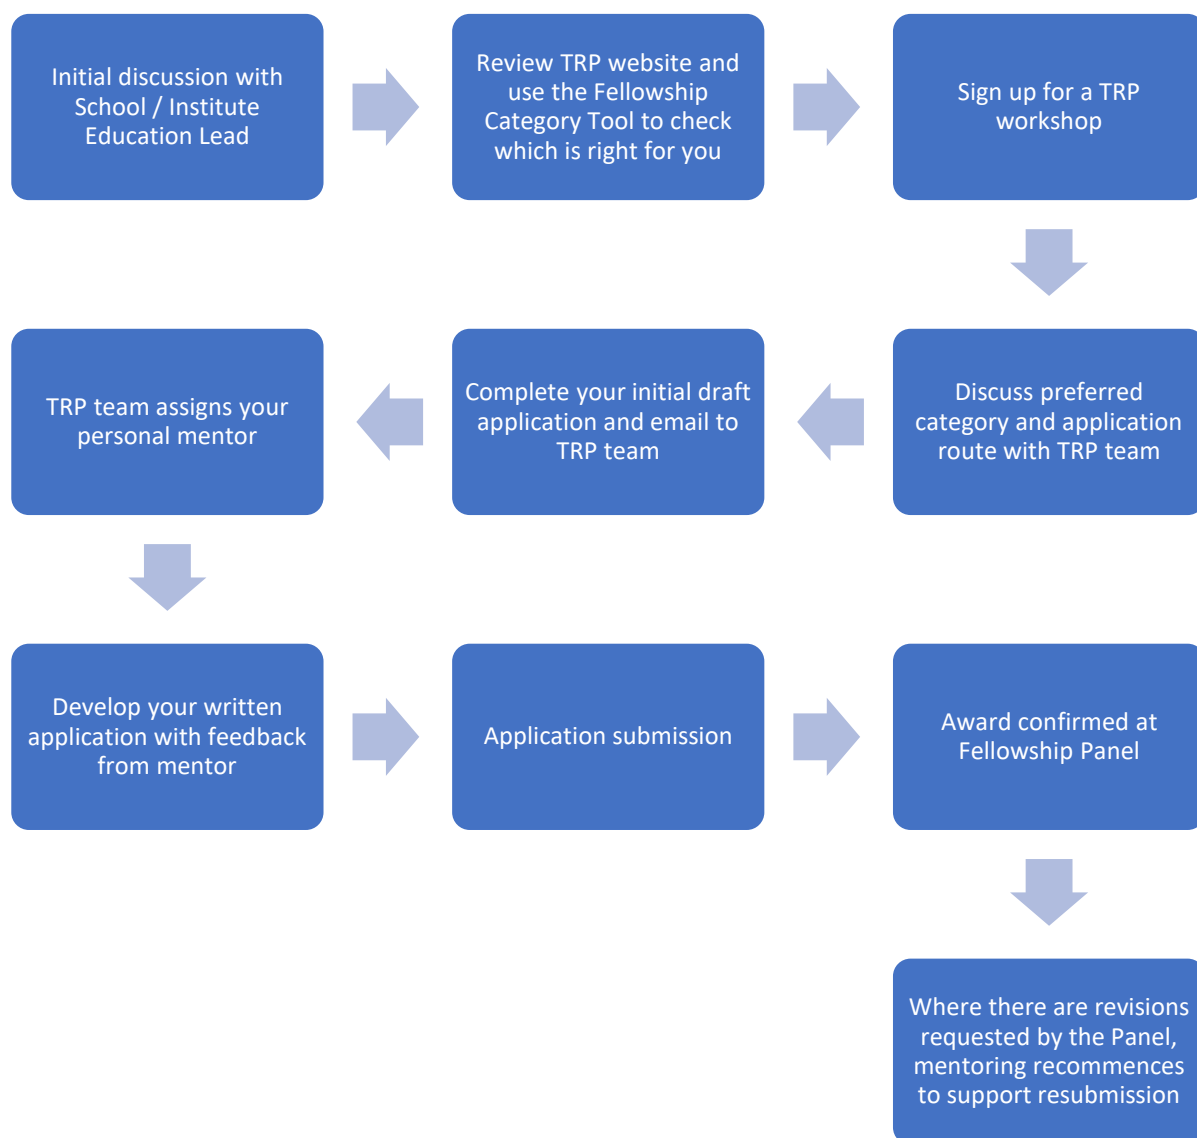 Initial discussion with
School / Institute
Education Lead
Review TRP website and
use the Fellowship
Category Tool to check
which is right for you
Sign up for a TRP
workshop
Discuss preferred
category and application
route with TRP team
Complete your initial draft
application and email to
TRP team
TRP team assigns your
personal mentor
Develop your written
application with feedback
from mentor
Application submission
Award confirmed at
Fellowship Panel
Where there are revisions
requested by the Panel,
mentoring recommences
to support resubmission